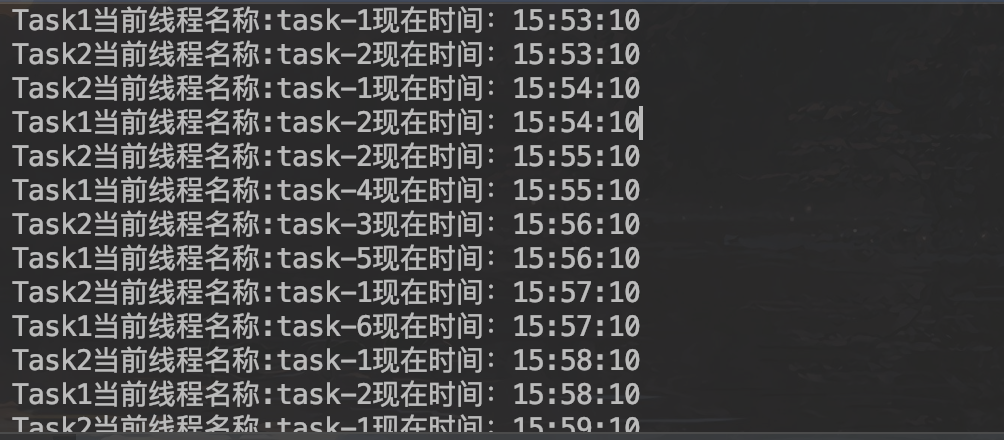 Task1当前线程名称:task-1现在时间：15:53:10
Task2当前线程名称:task-2现在时间：15:53:10
Task2当前线程名称:task-1现在时间：15:54:10
Task1当前线程名称:task-2现在时间：15:54:10
Task2当前线程名称:task-2现在时间：15:55:10
Task1当前线程名称:task-4现在时间：15:55:10
Task2当前线程名称:task-3现在时间：15:56:10
Task1当前线程名称:task-5现在时间：15:56:10
Task2当前线程名称:task-1现在时间：15:57:10
Task1当前线程名称:task-6现在时间：15:57:10
Task2当前线程名称:task-1现在时间：15:58:10
Task1当前线程名称:task-2现在时间：15:58:10
Task2当前线程名称:task-1现在时间：15:59:10